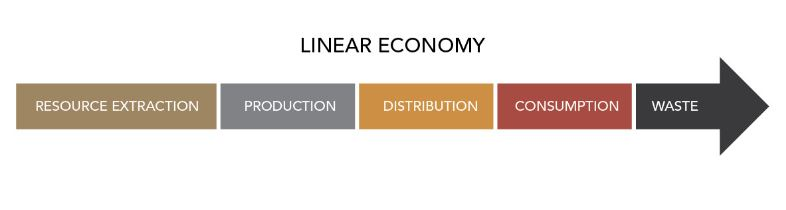 LINEAR ECONOMY
RESOURCE EXTRACTION
PRODUCTION
DISTRIBUTION
CONSUMPTION
WASTE